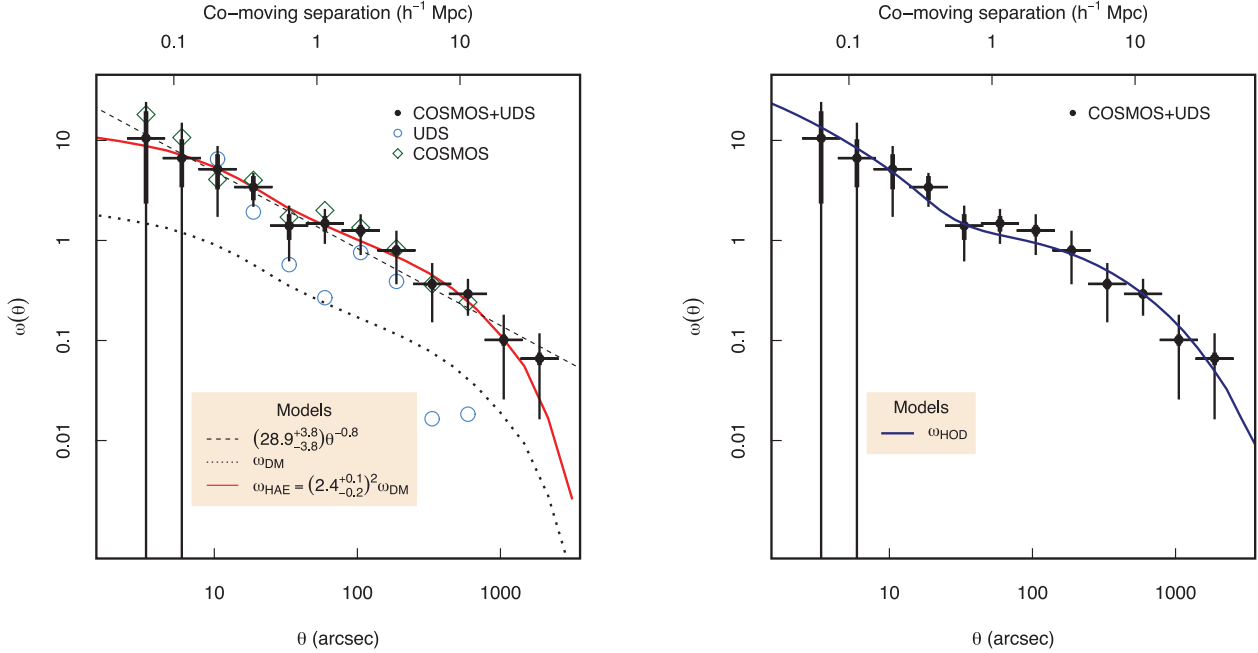 Co−moving separation (h⁻¹ Mpc)
0.1 1 10
ω(θ)
10
1
0.1
0.01
COSMOS+UDS
UDS
COSMOS
Models
(28.9+3.8−3.8)θ−0.8
ωDM
ωHAE = (2.4+0.1−0.2)2ωDM
10 100 1000
θ (arcsec)
Co−moving separation (h⁻¹ Mpc)
0.1 1 10
ω(θ)
10
1
0.1
0.01
COSMOS+UDS
Models
ωHOD
10 100 1000
θ (arcsec)